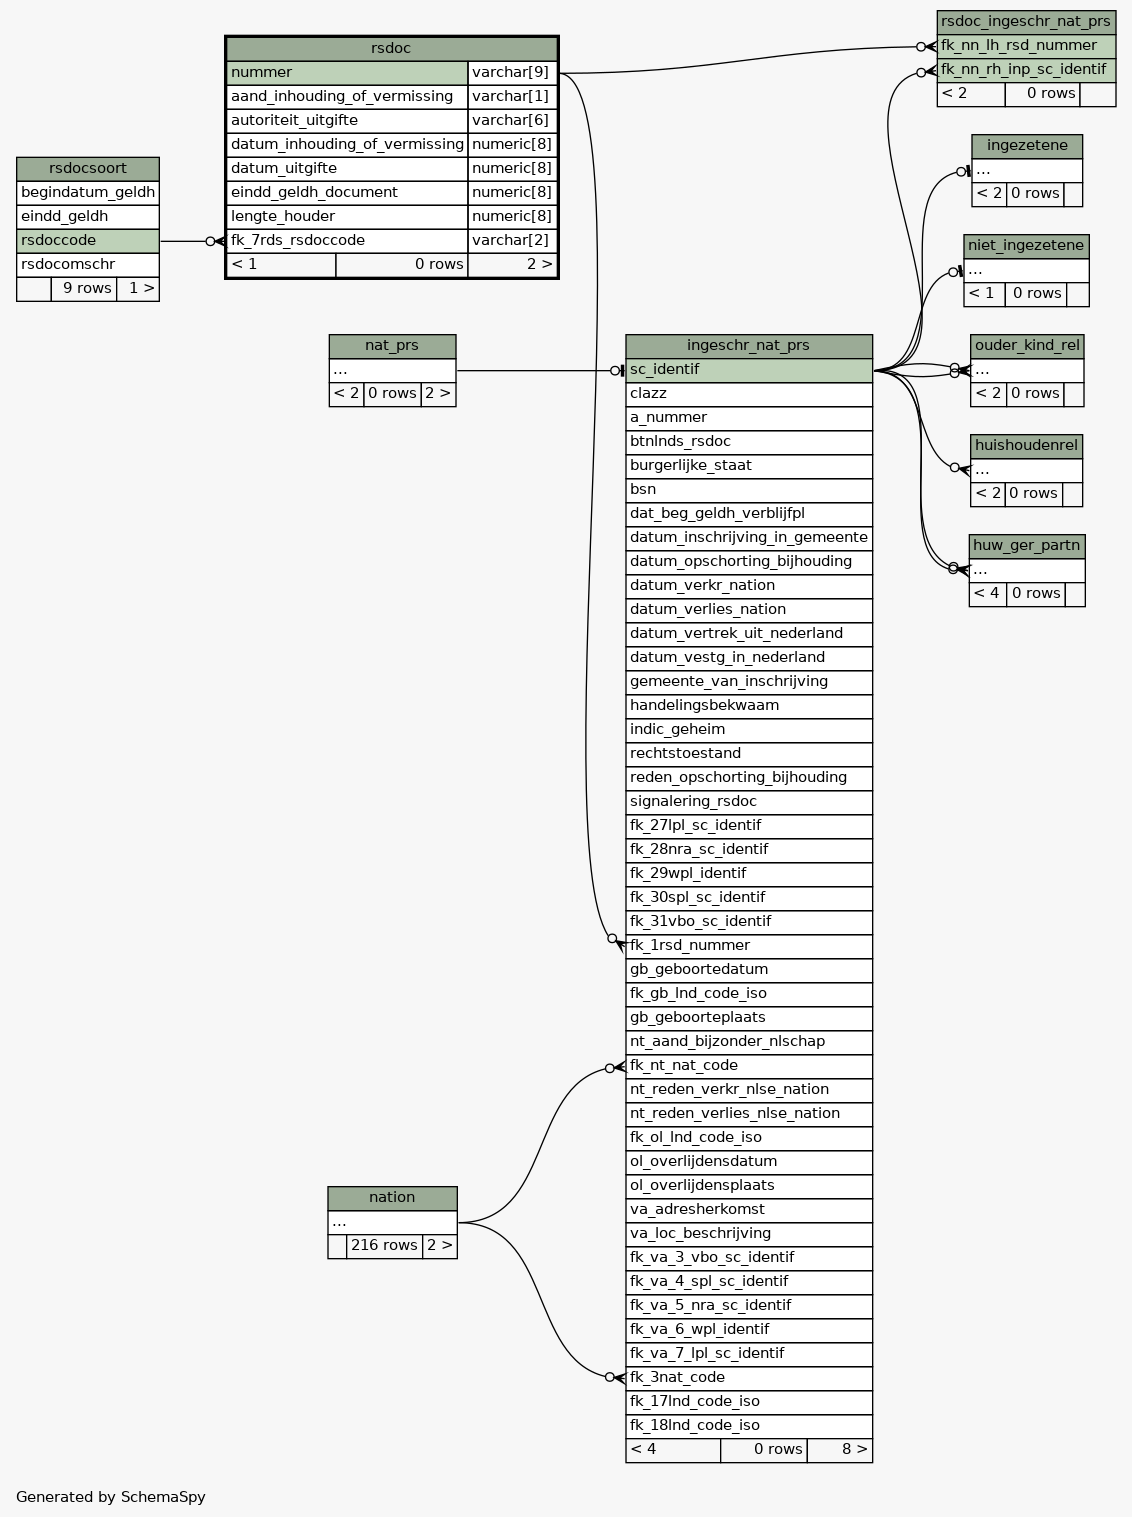 rsdoc
nummer varchar[9]
aand_inhouding_of_vermissing varchar[1]
autoriteit_uitgifte varchar[6]
datum_inhouding_of_vermissing numeric[8]
datum_uitgifte numeric[8]
eindd_geldh_document numeric[8]
lengte_houder numeric[8]
fk_7rds_rsdoccode varchar[2]
< 1 0 rows 2 >
rsdoc_ingeschr_nat_prs
fk_nn_lh_rsd_nummer
fk_nn_rh_inp_sc_identif
< 2 0 rows
rsdocsoort
begindatum_geldh
eindd_geldh
rsdoccode
rsdocomschr
9 rows 1 >
ingezetene
...
< 2 0 rows
niet_ingezetene
...
< 1 0 rows
nat_prs
...
< 2 0 rows 2 >
ouder_kind_rel
...
< 2 0 rows
huishoudenrel
...
< 2 0 rows
huw_ger_partn
...
< 4 0 rows
ingeschr_nat_prs
sc_identif
clazz
a_nummer
btnlnds_rsdoc
burgerlijke_staat
bsn
dat_beg_geldh_verblijfpl
datum_inschrijving_in_gemeente
datum_opschorting_bijhouding
datum_verkr_nation
datum_verlies_nation
datum_vertrek_uit_nederland
datum_vestg_in_nederland
gemeente_van_inschrijving
handelingsbekwaam
indic_geheim
rechtstoestand
reden_opschorting_bijhouding
signalering_rsdoc
fk_27lpl_sc_identif
fk_28nra_sc_identif
fk_29wpl_identif
fk_30spl_sc_identif
fk_31vbo_sc_identif
fk_1rsd_nummer
gb_geboortedatum
fk_gb_lnd_code_iso
gb_geboorteplaats
nt_aand_bijzonder_nlschap
fk_nt_nat_code
nt_reden_verkr_nlse_nation
nt_reden_verlies_nlse_nation
fk_ol_lnd_code_iso
ol_overlijdensdatum
ol_overlijdensplaats
va_adresherkomst
va_loc_beschrijving
fk_va_3_vbo_sc_identif
fk_va_4_spl_sc_identif
fk_va_5_nra_sc_identif
fk_va_6_wpl_identif
fk_va_7_lpl_sc_identif
fk_3nat_code
fk_17lnd_code_iso
fk_18lnd_code_iso
< 4 0 rows 8 >
nation
...
216 rows 2 >
Generated by SchemaSpy